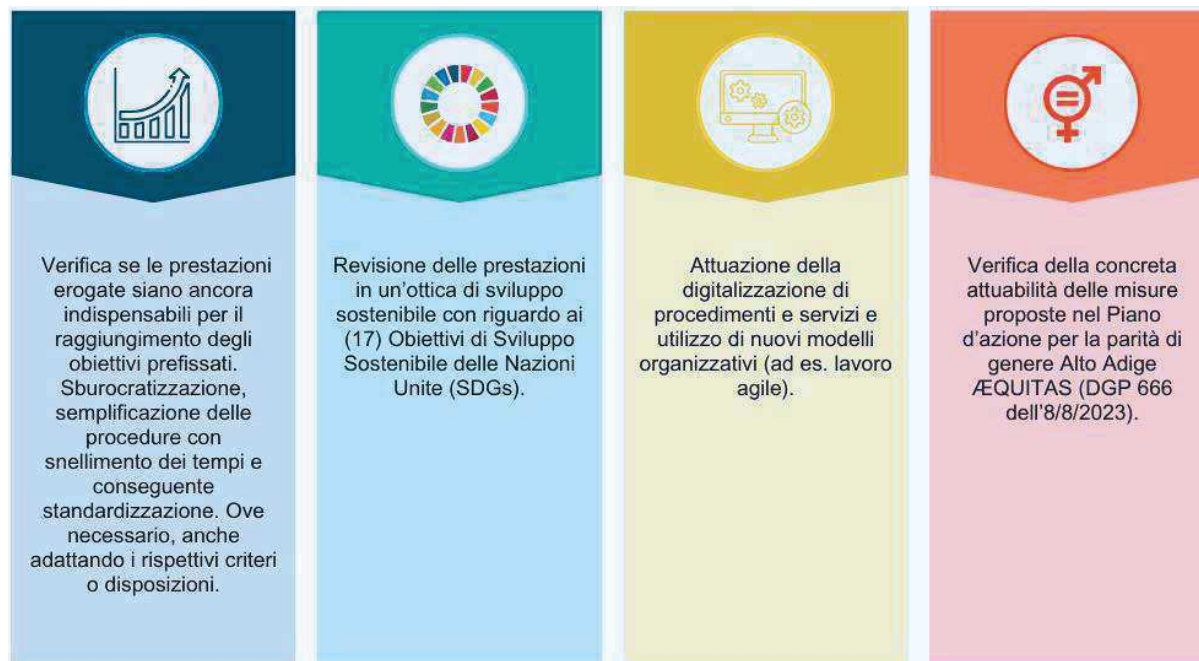 Verifica se le prestazioni
erogate siano ancora
indispensabili per il
raggiungimento degli
obiettivi prefissati.
Sburocratizzazione,
semplificazione delle
procedure con
snellimento dei tempi e
conseguente
standardizzazione. Ove
necessario, anche
adattando i rispettivi criteri
o disposizioni.
Revisione delle prestazioni
in un'ottica di sviluppo
sostenibile con riguardo ai
(17) Obiettivi di Sviluppo
Sostenibile delle Nazioni
Unite (SDGs).
Attuazione della
digitalizzazione di
procedimenti e servizi e
utilizzo di nuovi modelli
organizzativi (ad es. lavoro
agile).
Verifica della concreta
attuabilità delle misure
proposte nel Piano
d'azione per la parità di
genere Alto Adige
ÆQUITAS (DGP 666
dell'8/8/2023).